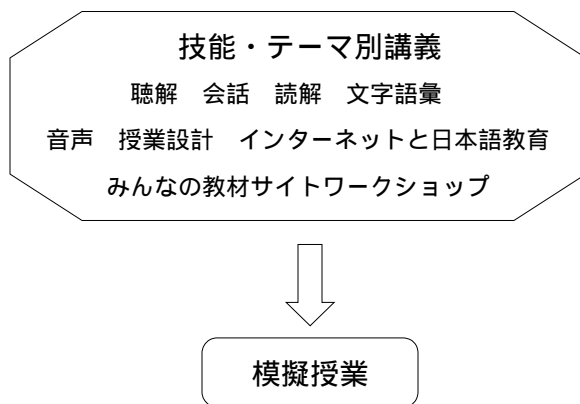 技能・テーマ別講義
聴解　会話　読解　文字語彙
音声　授業設計　インターネットと日本語教育
みんなの教材サイトワークショップ
模擬授業